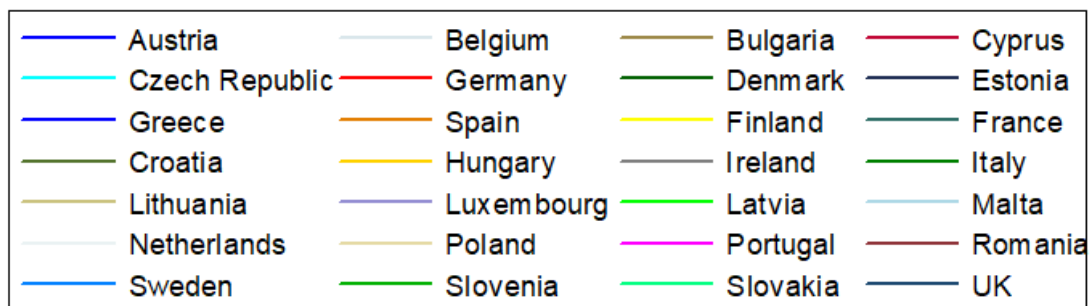 Austria Belgium Bulgaria Cyprus
Czech Republic Germany Denmark Estonia
Greece Spain Finland France
Croatia Hungary Ireland Italy
Lithuania Luxembourg Latvia Malta
Netherlands Poland Portugal Romania
Sweden Slovenia Slovakia UK